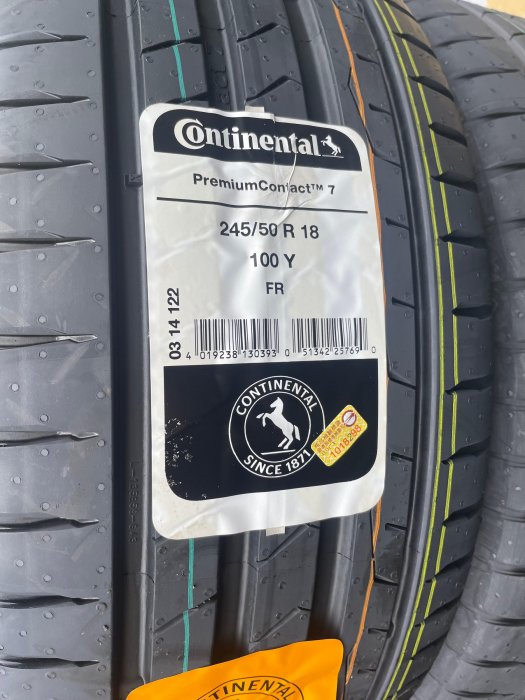 Continental
PremiumContact™ 7
245/50 R 18
100 Y
FR
03 14 122
4 019238 130393 0 51342 25769 0
CONTINENTAL
SINCE 1871
1018298
CONTINENTAL